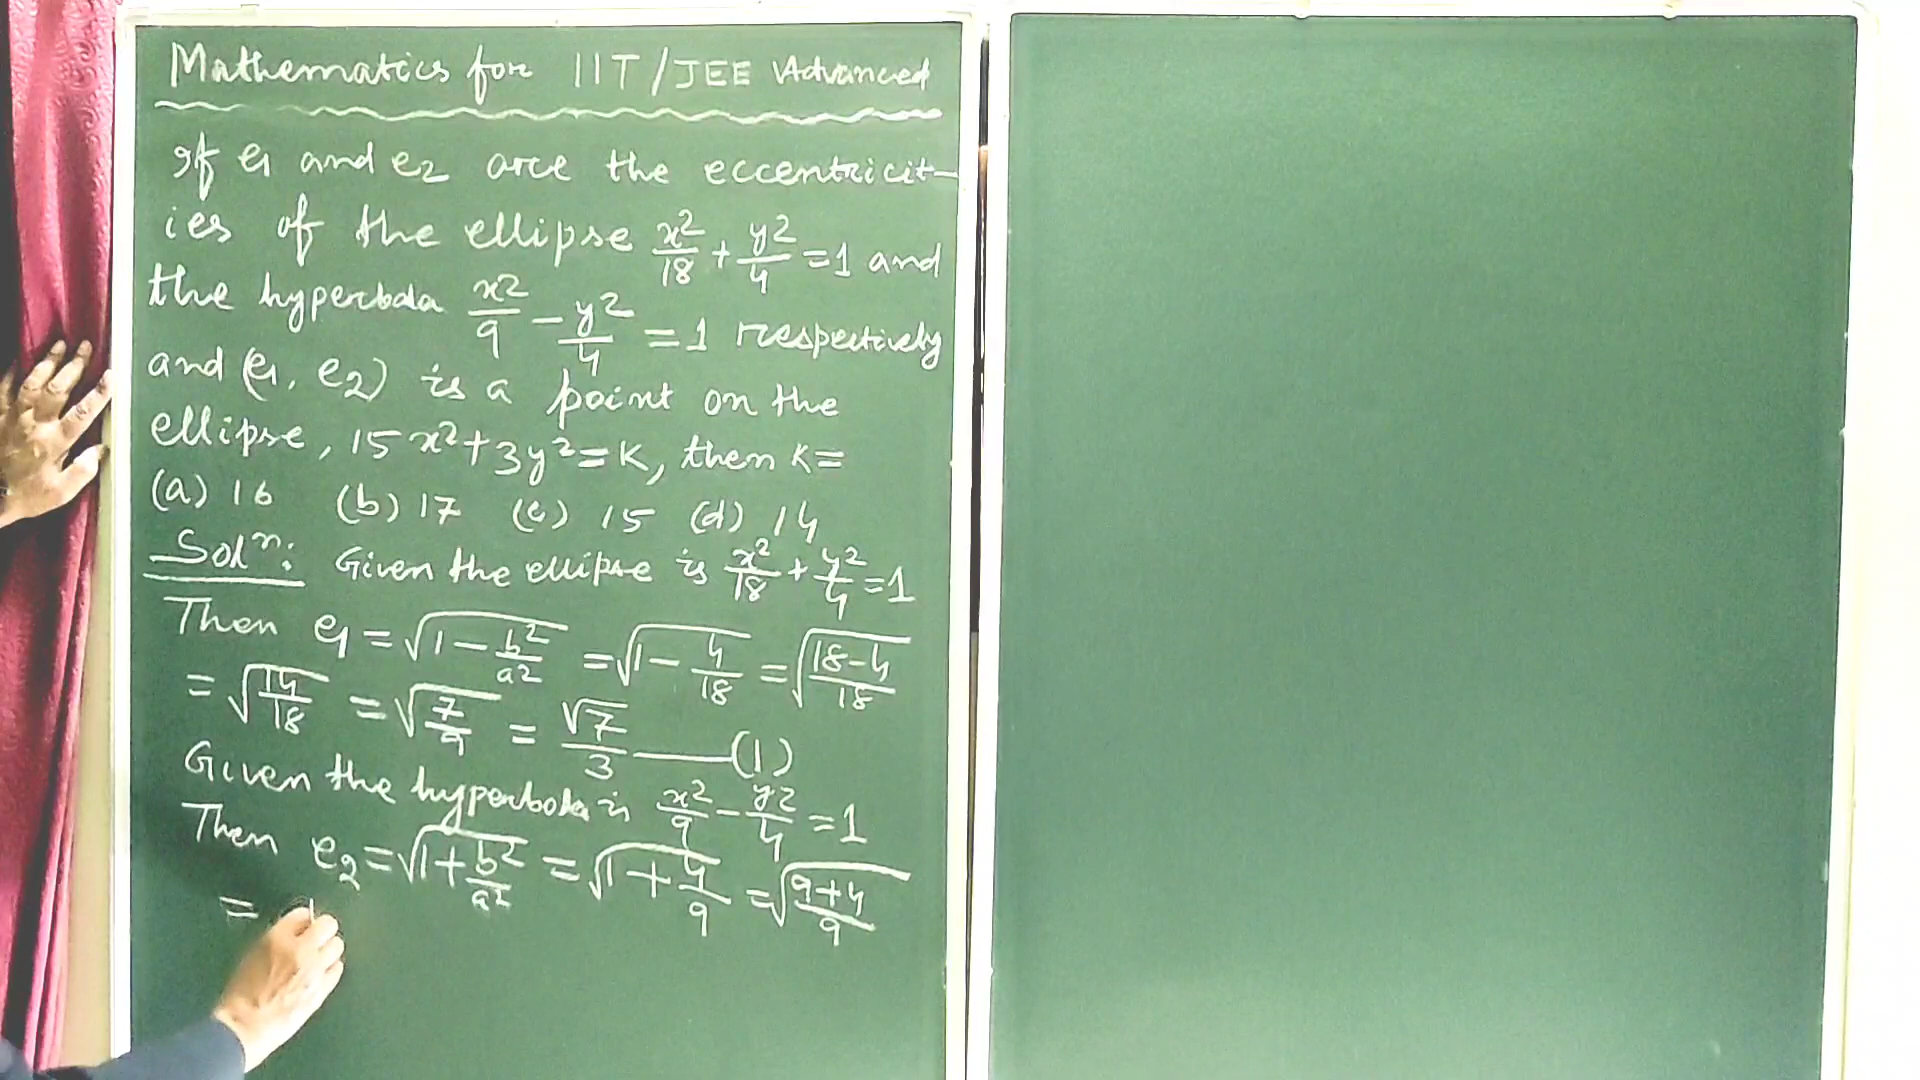 Mathematics for IIT/JEE Advanced
If e1 and e2 are the eccentricit-
ies of the ellipse x²/18 + y²/4 = 1 and
the hyperbola x²/9 - y²/4 = 1 respectively
and (e1, e2) is a point on the
ellipse, 15x² + 3y² = K, then K =
(a) 16 (b) 17 (c) 15 (d) 14
Solⁿ: Given the ellipse is x²/18 + y²/4 = 1
Then e1 = √(1 - b²/a²) = √(1 - 4/18) = √((18-4)/18)
= √(14/18) = √(7/9) = √7/3 —— (1)
Given the hyperbola is x²/9 - y²/4 = 1
Then e2 = √(1 + b²/a²) = √(1 + 4/9) = √((9+4)/9)
=